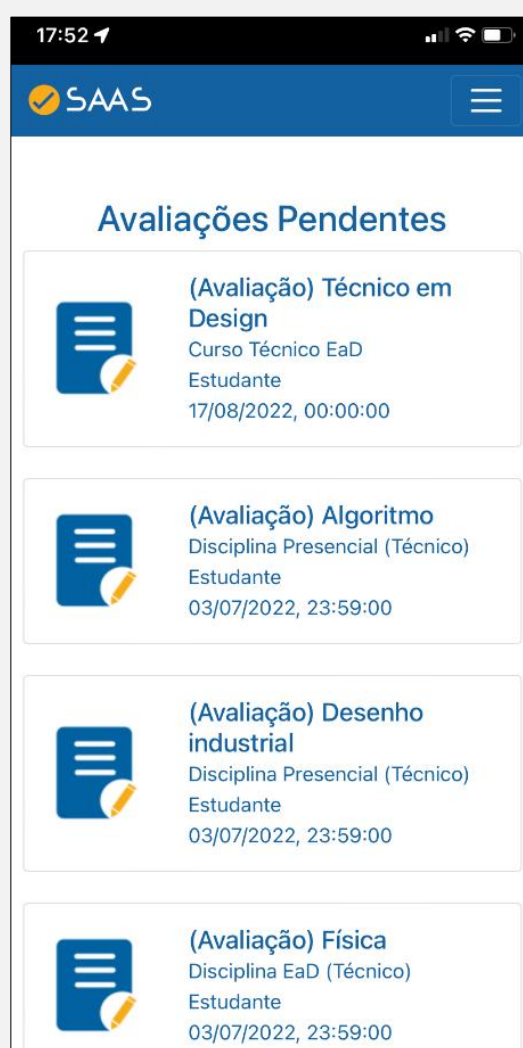 17:52
SAAS
Avaliações Pendentes
(Avaliação) Técnico em
Design
Curso Técnico EaD
Estudante
17/08/2022, 00:00:00
(Avaliação) Algoritmo
Disciplina Presencial (Técnico)
Estudante
03/07/2022, 23:59:00
(Avaliação) Desenho
industrial
Disciplina Presencial (Técnico)
Estudante
03/07/2022, 23:59:00
(Avaliação) Física
Disciplina EaD (Técnico)
Estudante
03/07/2022, 23:59:00